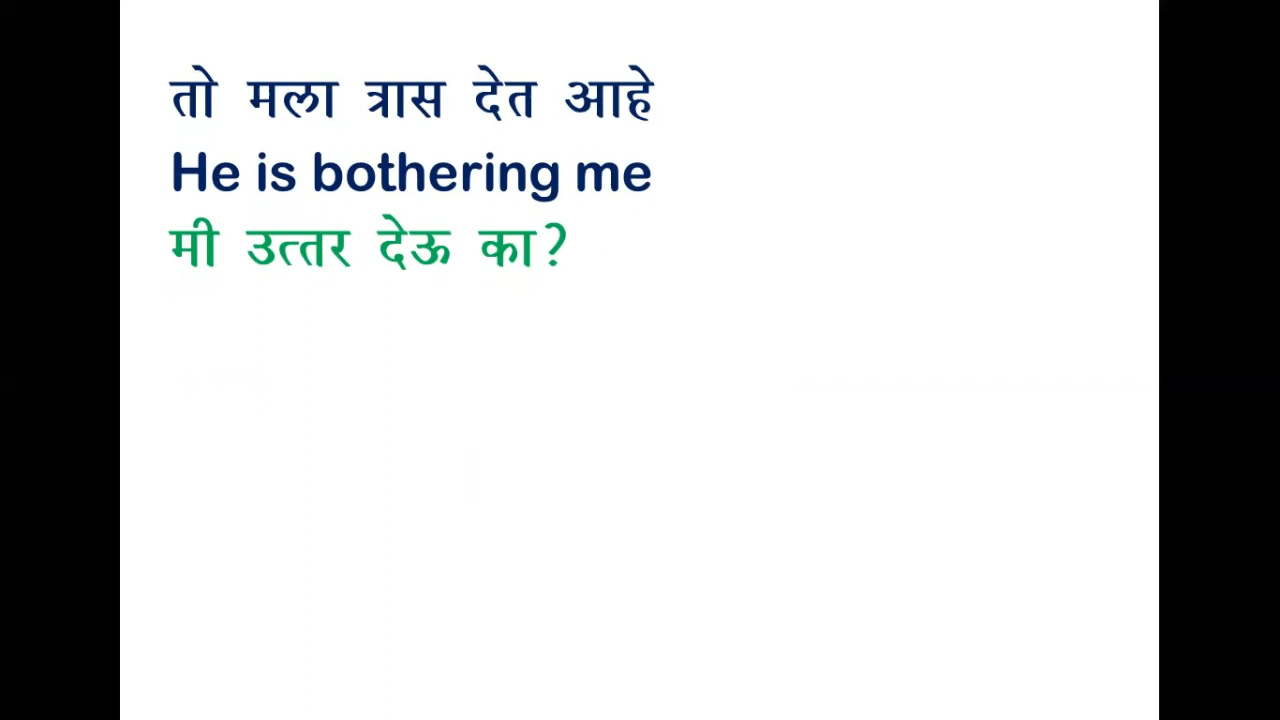 तो मला त्रास देत आहे
He is bothering me
मी उत्तर देऊ का?